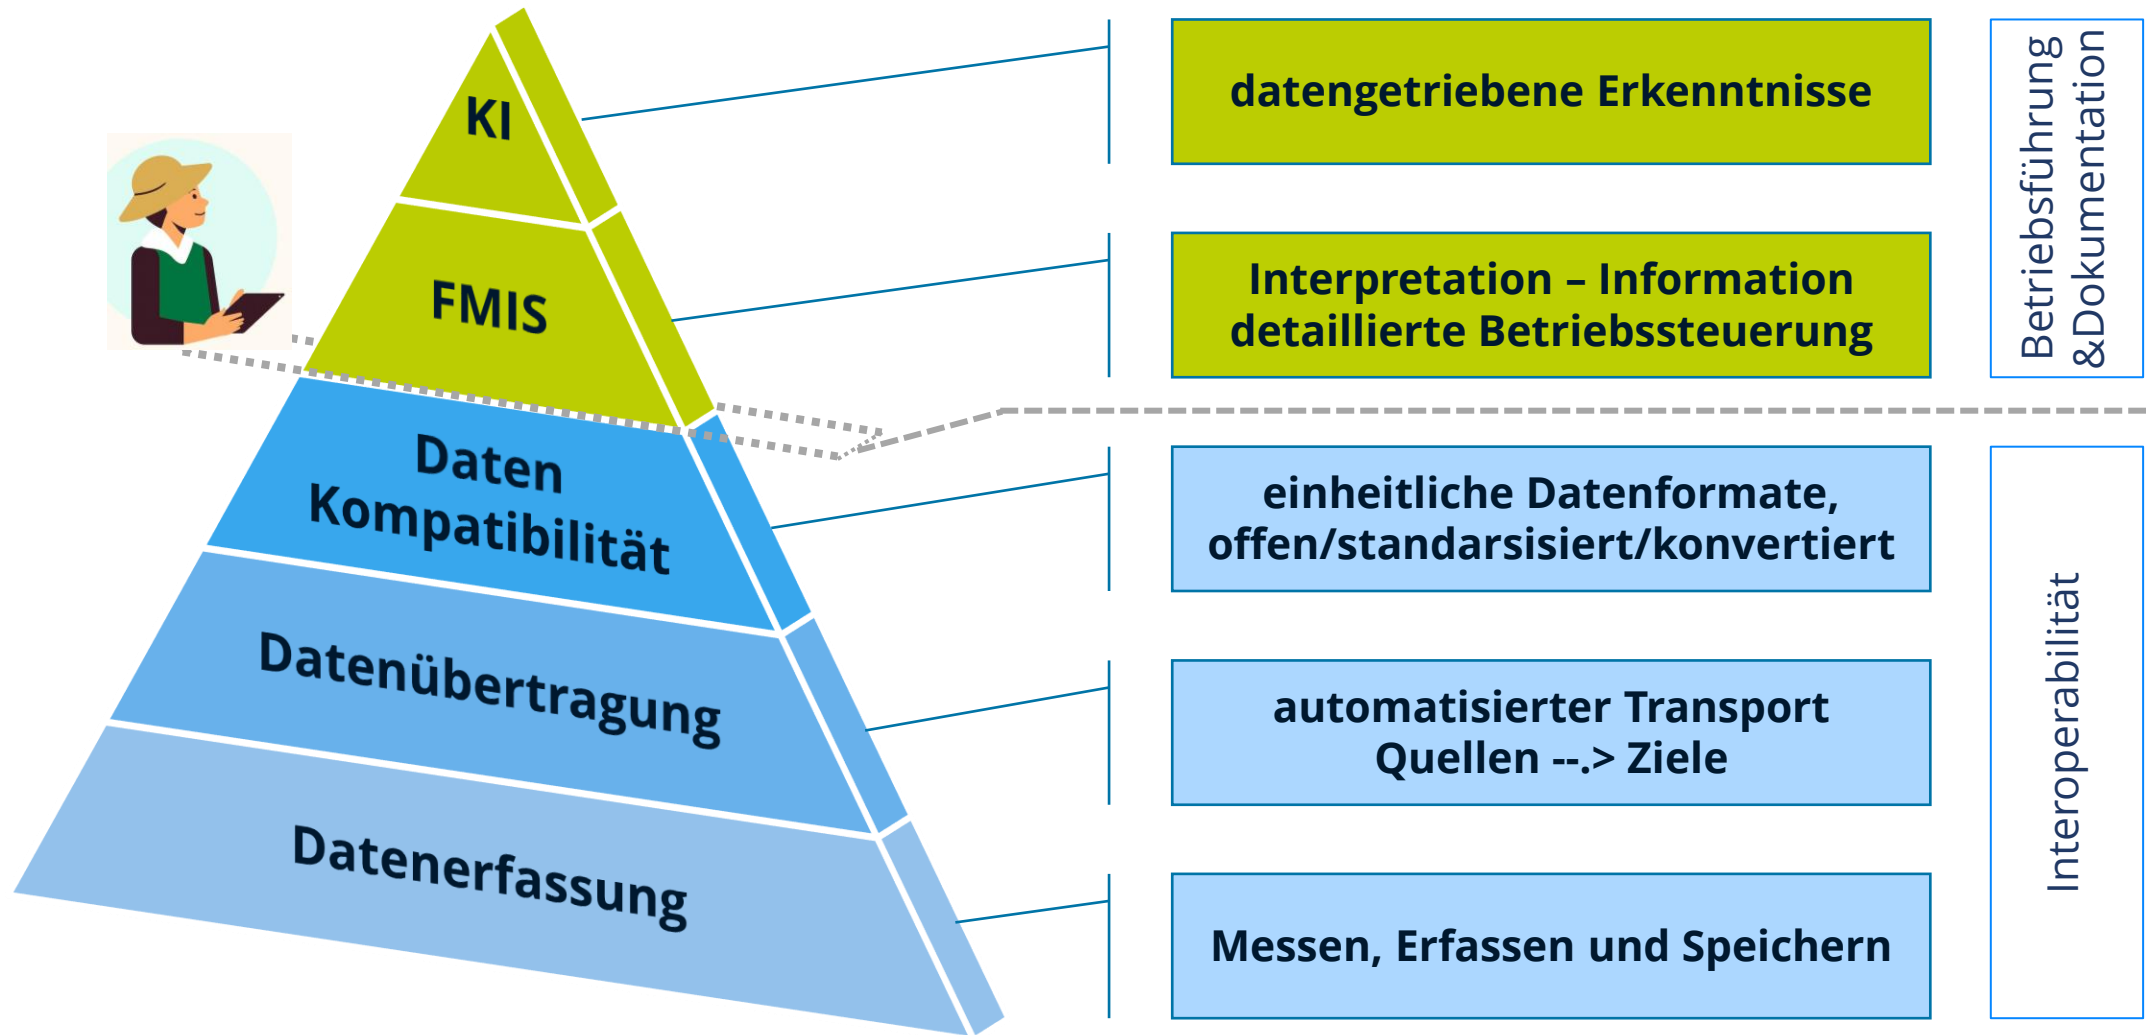 KI
datengetriebene Erkenntnisse
FMIS
Interpretation – Information
detaillierte Betriebssteuerung
Betriebsführung
&Dokumentation
Daten
Kompatibilität
einheitliche Datenformate,
offen/standarsisiert/konvertiert
Datenübertragung
automatisierter Transport
Quellen --.> Ziele
Datenerfassung
Messen, Erfassen und Speichern
Interoperabilität